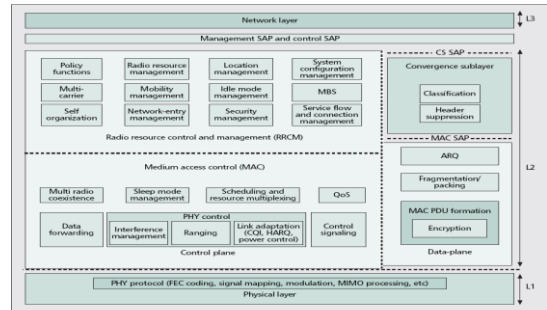 Network layer
L3
Management SAP and control SAP
CS SAP
Policy
functions
Radio resource
management
Location
management
System
configuration
management
Multi-
carrier
Mobility
management
Idle mode
management
MBS
Self
organization
Network-entry
management
Security
management
Service flow
and connection
management
Radio resource control and management (RRCM)
Convergence sublayer
Classification
Header
suppression
MAC SAP
L2
Medium access control (MAC)
Multi radio
coexistence
Sleep mode
management
Scheduling and
resource multiplexing
QoS
Data
forwarding
PHY control
Interference
management
Ranging
Link adaptation
(CQI, HARQ,
power control)
Control
signaling
Control plane
ARQ
Fragmentation/
packing
MAC PDU formation
Encryption
Data-plane
PHY protocol (FEC coding, signal mapping, modulation, MIMO processing, etc)
Physical layer
L1